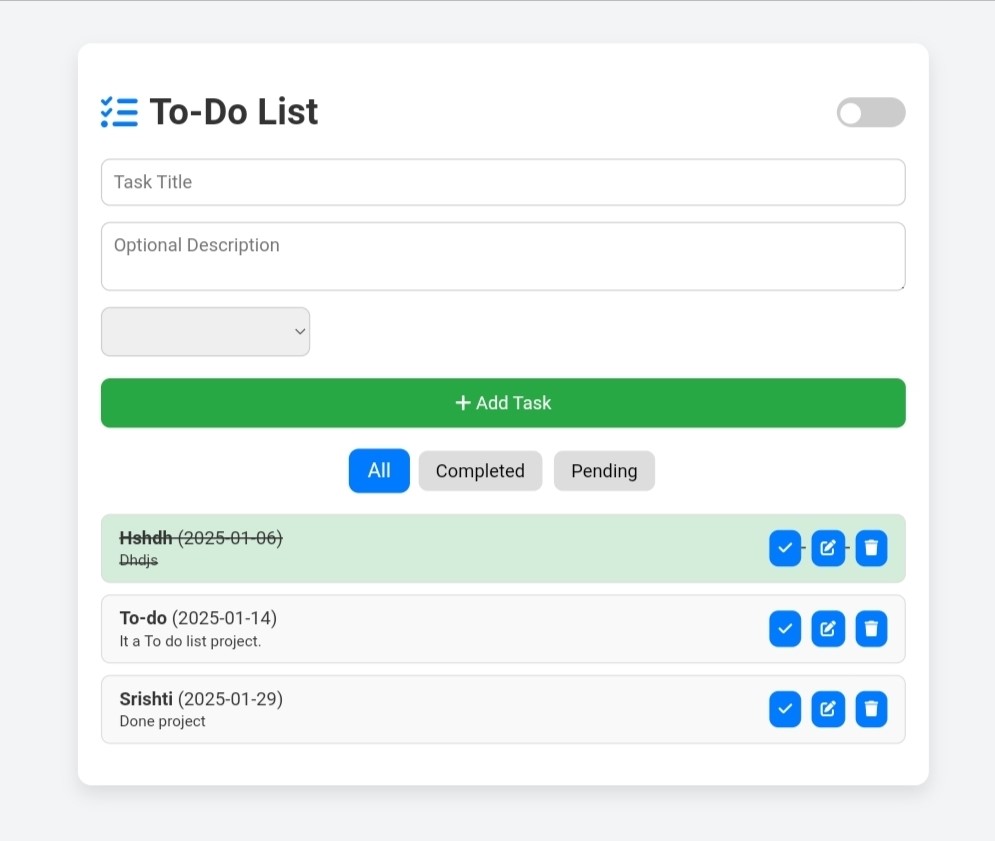 To-Do List
Task Title
Optional Description
Add Task
All Completed Pending
Hshdh (2025-01-06)
Dhdjs
To-do (2025-01-14)
It a To do list project.
Srishti (2025-01-29)
Done project